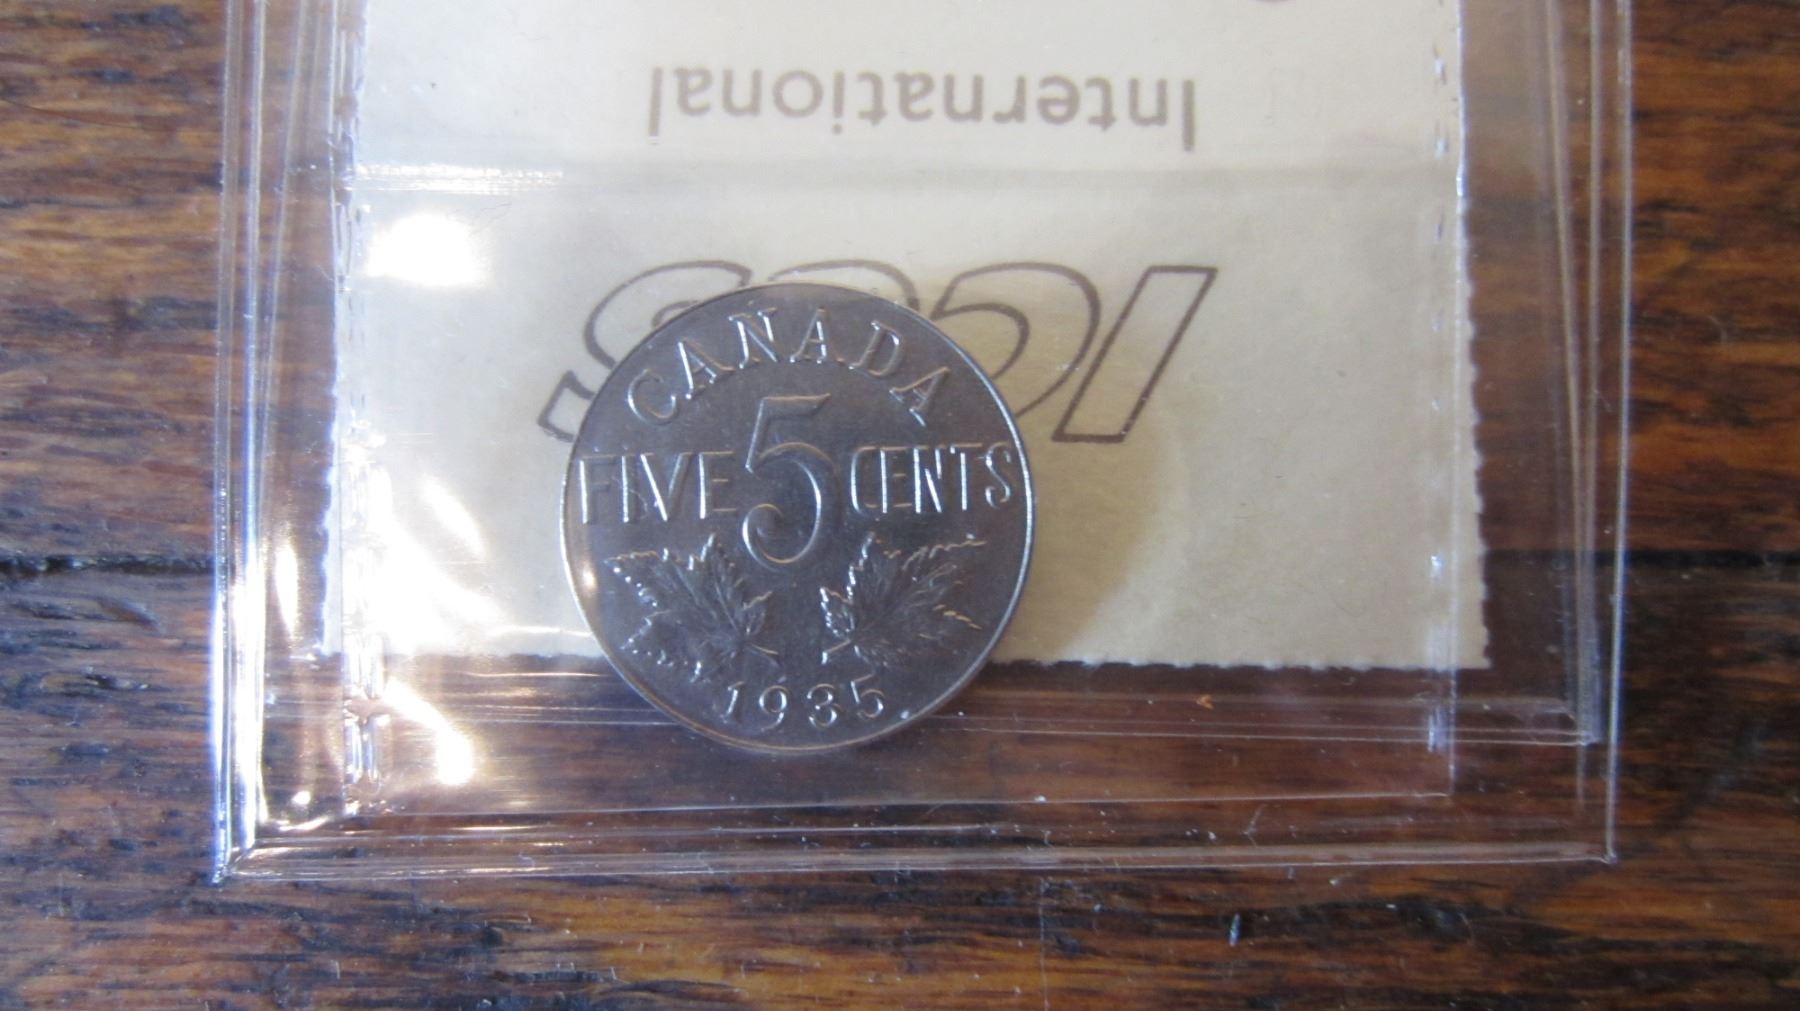 International
ICCS
CANADA
FIVE 5 CENTS
1935